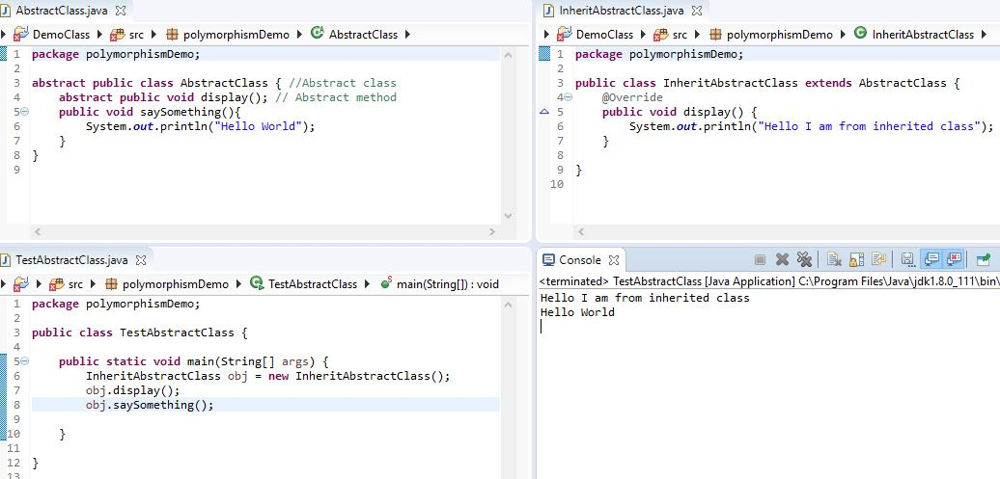 AbstractClass.java
DemoClass src polymorphismDemo AbstractClass
1 package polymorphismDemo;
2
3 abstract public class AbstractClass { //Abstract class
4 abstract public void display(); // Abstract method
5 public void saySomething(){
6 System.out.println("Hello World");
7 }
8 }
9
InheritAbstractClass.java
DemoClass src polymorphismDemo InheritAbstractClass
1 package polymorphismDemo;
2
3 public class InheritAbstractClass extends AbstractClass {
4 @Override
5 public void display() {
6 System.out.println("Hello I am from inherited class");
7 }
8
9 }
10
TestAbstractClass.java
src polymorphismDemo TestAbstractClass main(String[]) : void
1 package polymorphismDemo;
2
3 public class TestAbstractClass {
4
5 public static void main(String[] args) {
6 InheritAbstractClass obj = new InheritAbstractClass();
7 obj.display();
8 obj.saySomething();
9
10 }
11
12 }
13
Console
<terminated> TestAbstractClass [Java Application] C:\Program Files\Java\jdk1.8.0_111\bin\
Hello I am from inherited class
Hello World